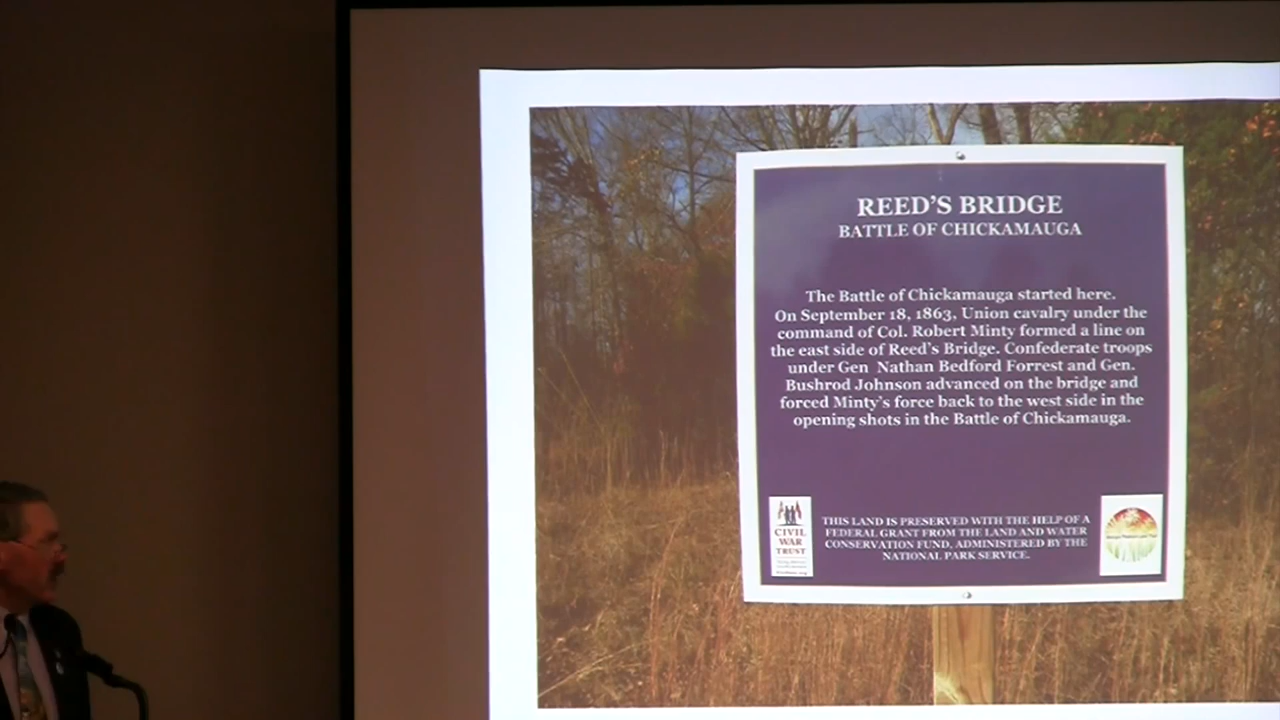 REED'S BRIDGE
BATTLE OF CHICKAMAUGA
The Battle of Chickamauga started here.
On September 18, 1863, Union cavalry under the
command of Col. Robert Minty formed a line on
the east side of Reed's Bridge. Confederate troops
under Gen Nathan Bedford Forrest and Gen.
Bushrod Johnson advanced on the bridge and
forced Minty's force back to the west side in the
opening shots in the Battle of Chickamauga.
CIVIL
WAR
TRUST
THIS LAND IS PRESERVED WITH THE HELP OF A
FEDERAL GRANT FROM THE LAND AND WATER
CONSERVATION FUND, ADMINISTERED BY THE
NATIONAL PARK SERVICE.